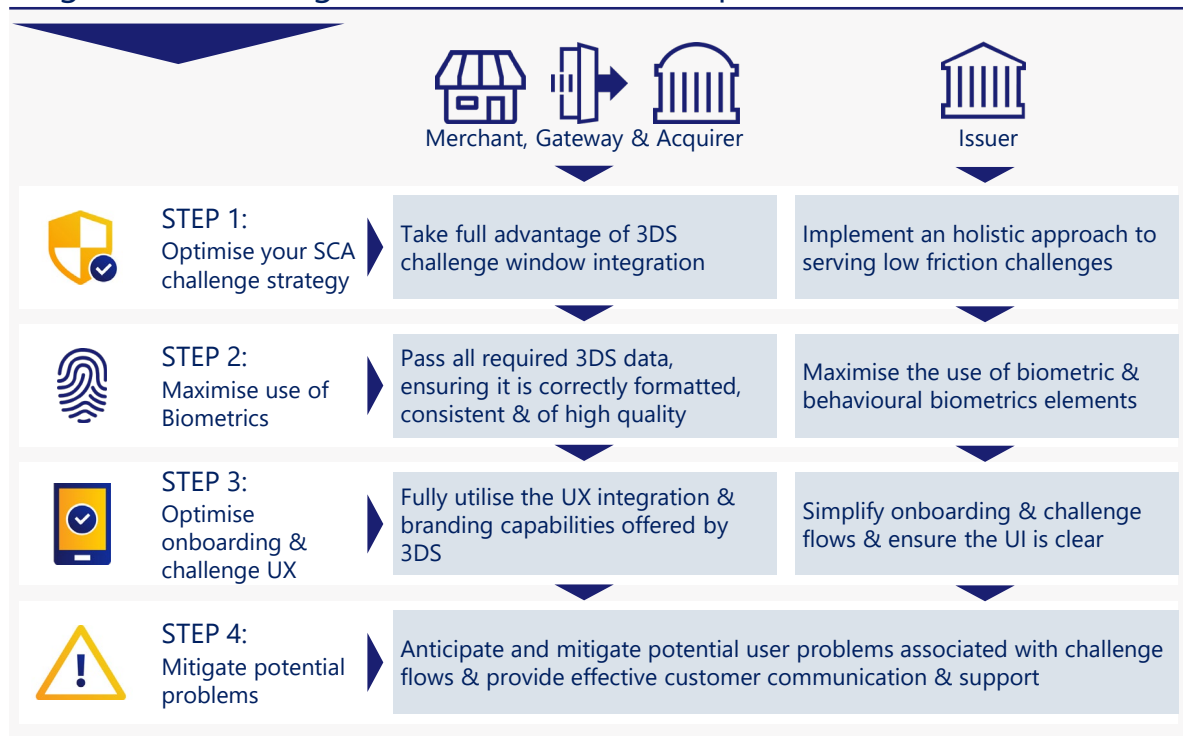 Merchant, Gateway & Acquirer
Issuer
STEP 1:
Optimise your SCA
challenge strategy
Take full advantage of 3DS
challenge window integration
Implement an holistic approach to
serving low friction challenges
STEP 2:
Maximise use of
Biometrics
Pass all required 3DS data,
ensuring it is correctly formatted,
consistent & of high quality
Maximise the use of biometric &
behavioural biometrics elements
STEP 3:
Optimise
onboarding &
challenge UX
Fully utilise the UX integration &
branding capabilities offered by
3DS
Simplify onboarding & challenge
flows & ensure the UI is clear
STEP 4:
Mitigate potential
problems
Anticipate and mitigate potential user problems associated with challenge
flows & provide effective customer communication & support